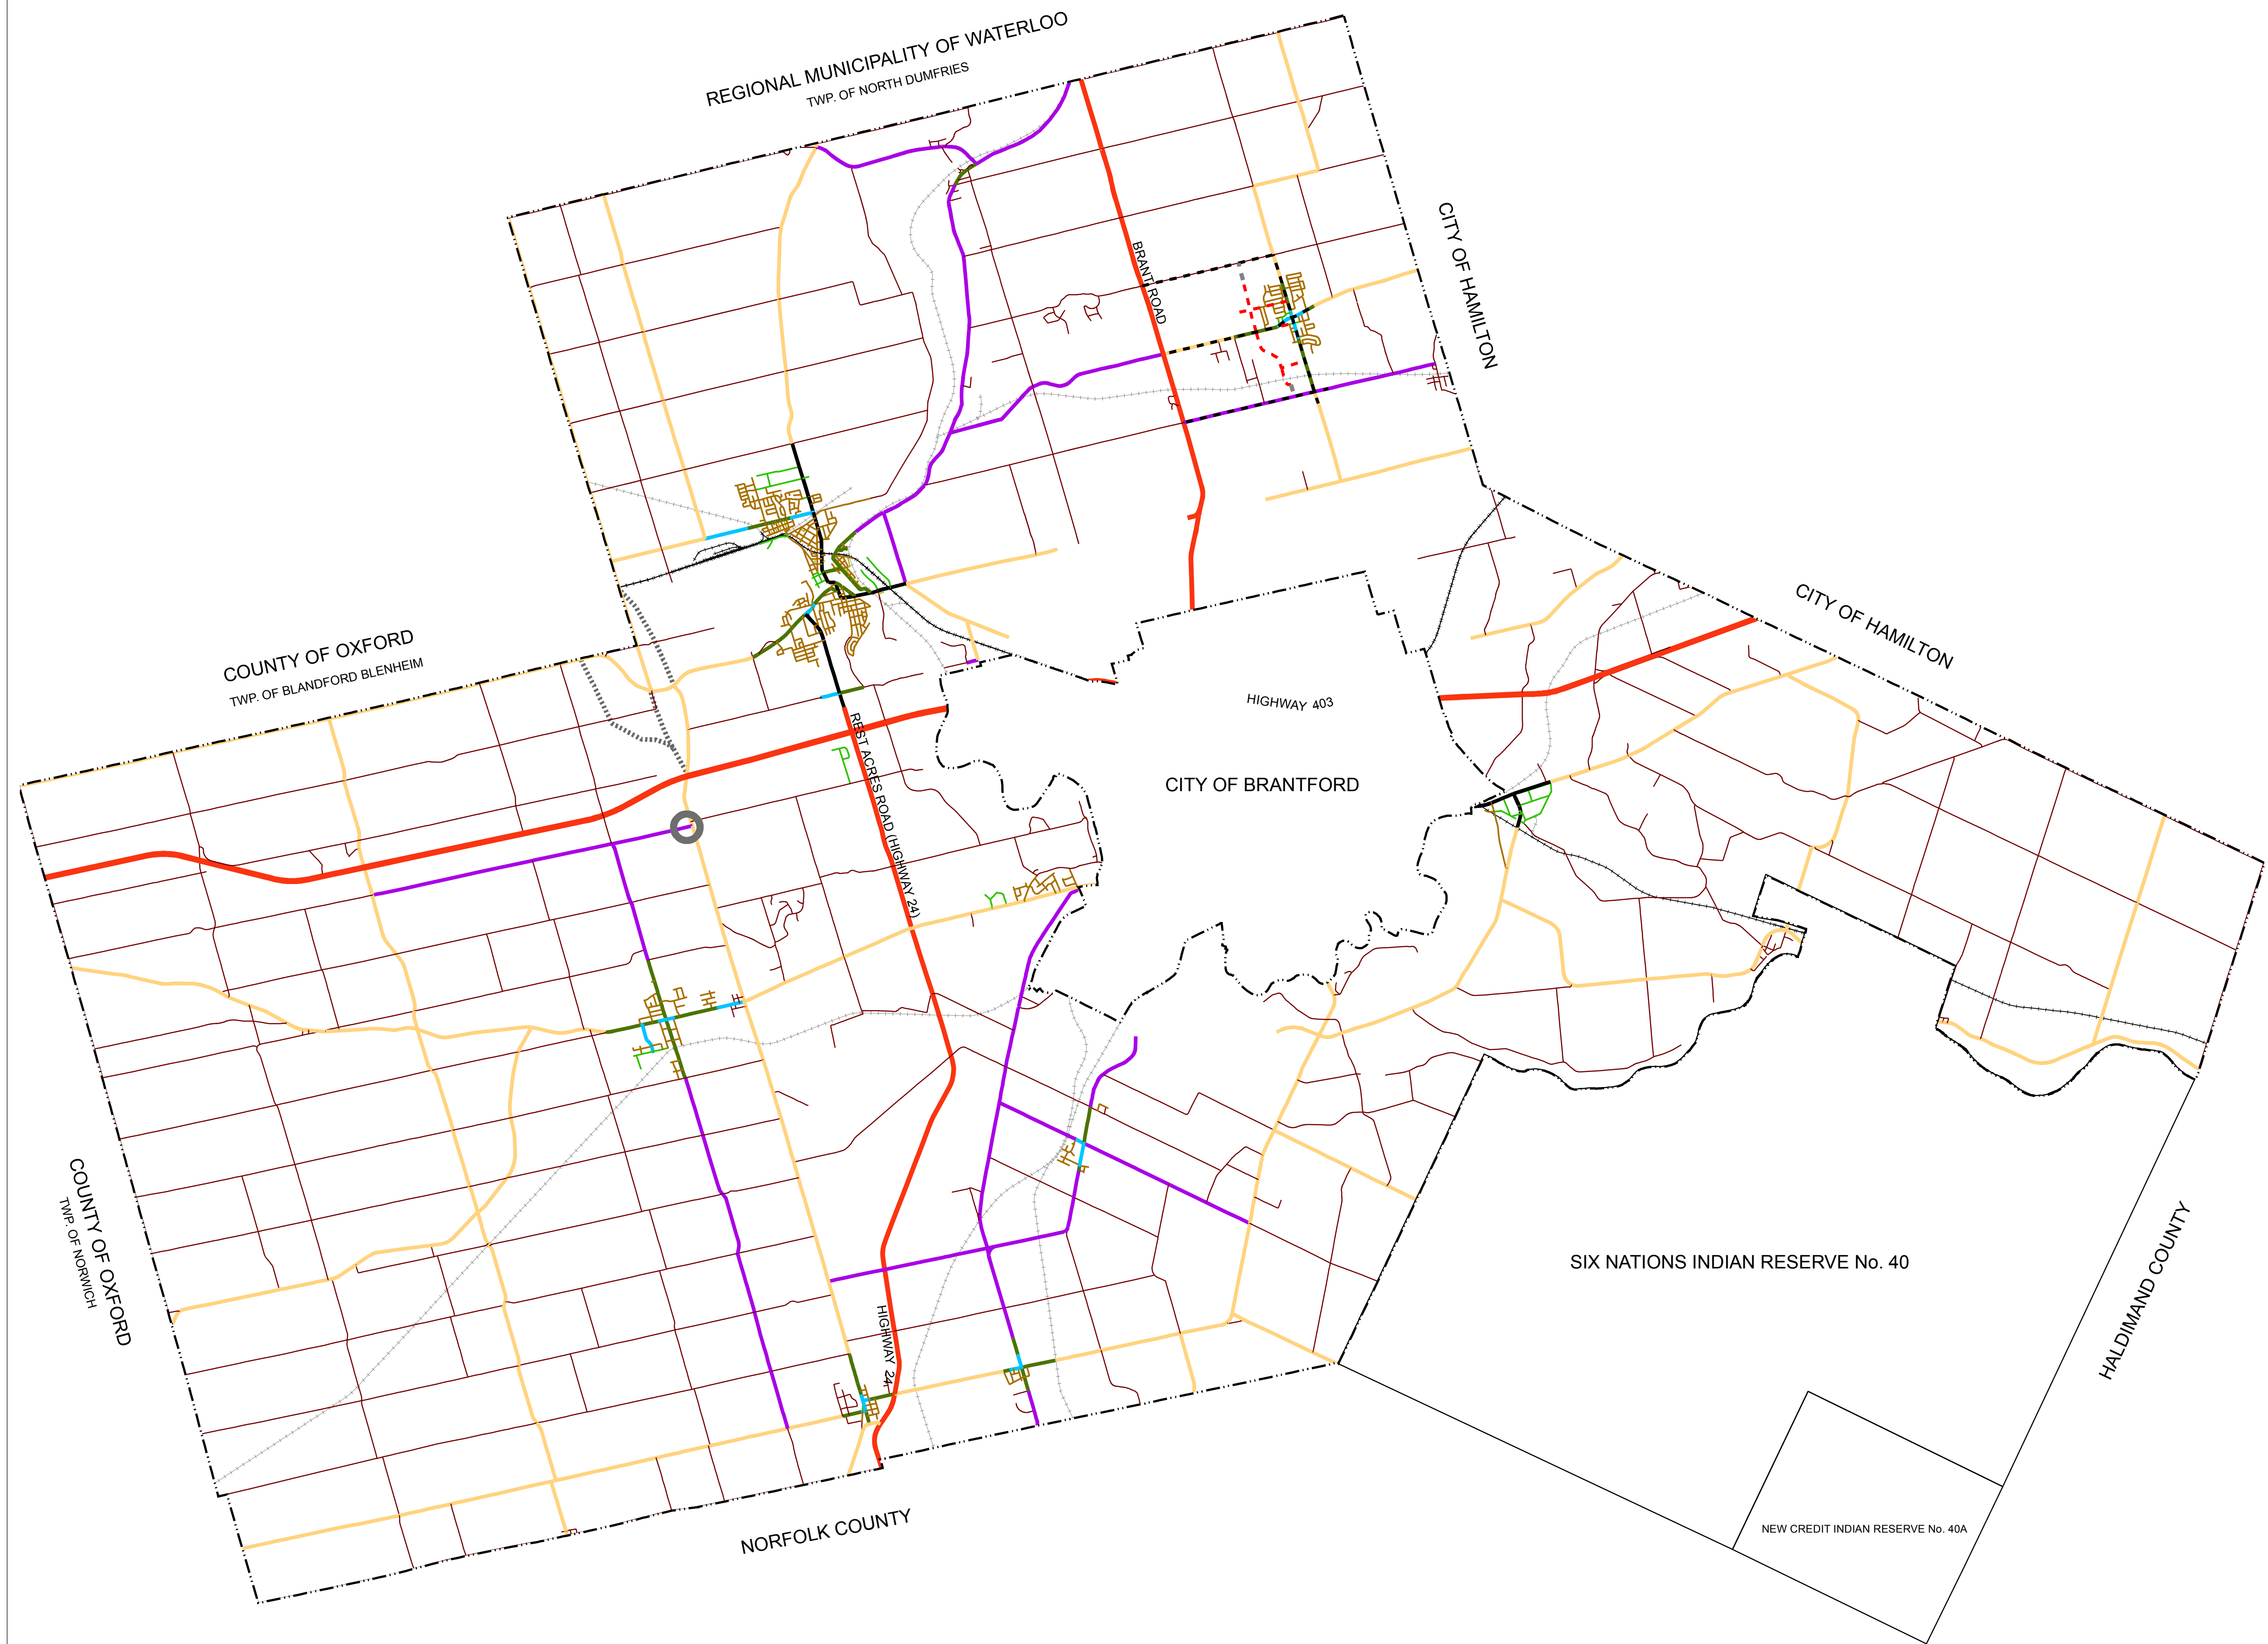 REGIONAL MUNICIPALITY OF WATERLOO
TWP. OF NORTH DUMFRIES
CITY OF HAMILTON
BRANT ROAD
CITY OF HAMILTON
COUNTY OF OXFORD
TWP. OF BLANDFORD BLENHEIM
HIGHWAY 403
CITY OF BRANTFORD
REST ACRES ROAD (HIGHWAY 24)
COUNTY OF OXFORD
TWP. OF NORWICH
SIX NATIONS INDIAN RESERVE No. 40
HALDIMAND COUNTY
HIGHWAY 24
NORFOLK COUNTY
NEW CREDIT INDIAN RESERVE No. 40A